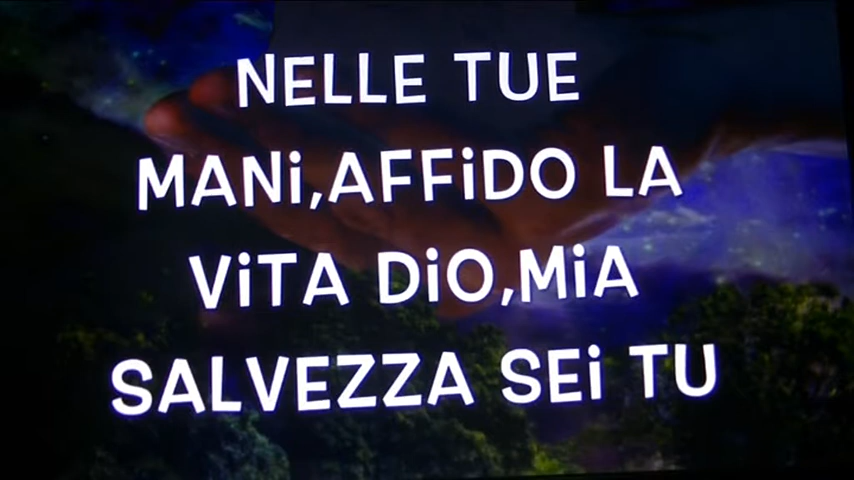 NELLE TUE
MANi,AFFiDO LA
ViTA DiO,MiA
SALVEZZA SEi TU